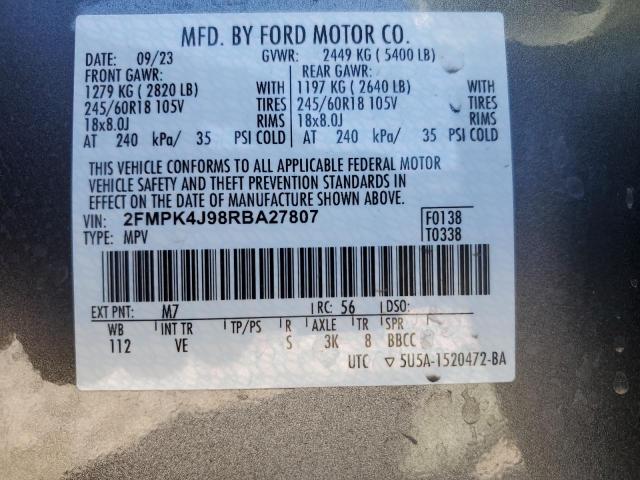 MFD. BY FORD MOTOR CO.
DATE: 09/23 GVWR: 2449 KG ( 5400 LB)
FRONT GAWR: REAR GAWR:
1279 KG ( 2820 LB) WITH 1197 KG ( 2640 LB) WITH
245/60R18 105V TIRES 245/60R18 105V TIRES
18x8.0J RIMS 18x8.0J RIMS
AT 240 kPa/ 35 PSI COLD AT 240 kPa/ 35 PSI COLD
THIS VEHICLE CONFORMS TO ALL APPLICABLE FEDERAL MOTOR
VEHICLE SAFETY AND THEFT PREVENTION STANDARDS IN
EFFECT ON THE DATE OF MANUFACTURE SHOWN ABOVE.
VIN: 2FMPK4J98RBA27807 F0138
TYPE: MPV T0338
EXT PNT: M7 RC: 56 DSO:
WB INT TR TP/PS R AXLE TR SPR
112 VE S 3K 8 BBCC
UTC ▽ 5U5A-1520472-BA